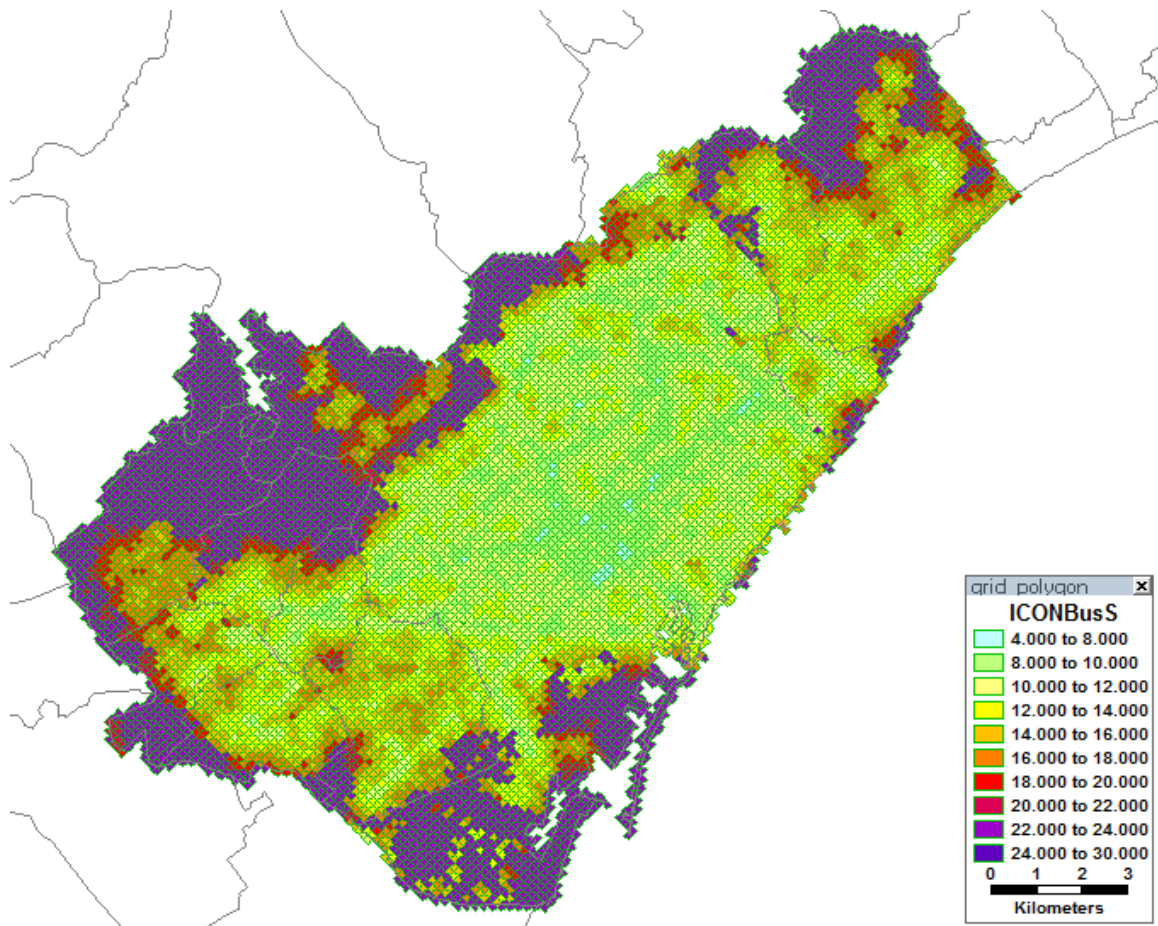 grid_polygon
ICONBusS
4.000 to 8.000
8.000 to 10.000
10.000 to 12.000
12.000 to 14.000
14.000 to 16.000
16.000 to 18.000
18.000 to 20.000
20.000 to 22.000
22.000 to 24.000
24.000 to 30.000
0 1 2 3
Kilometers